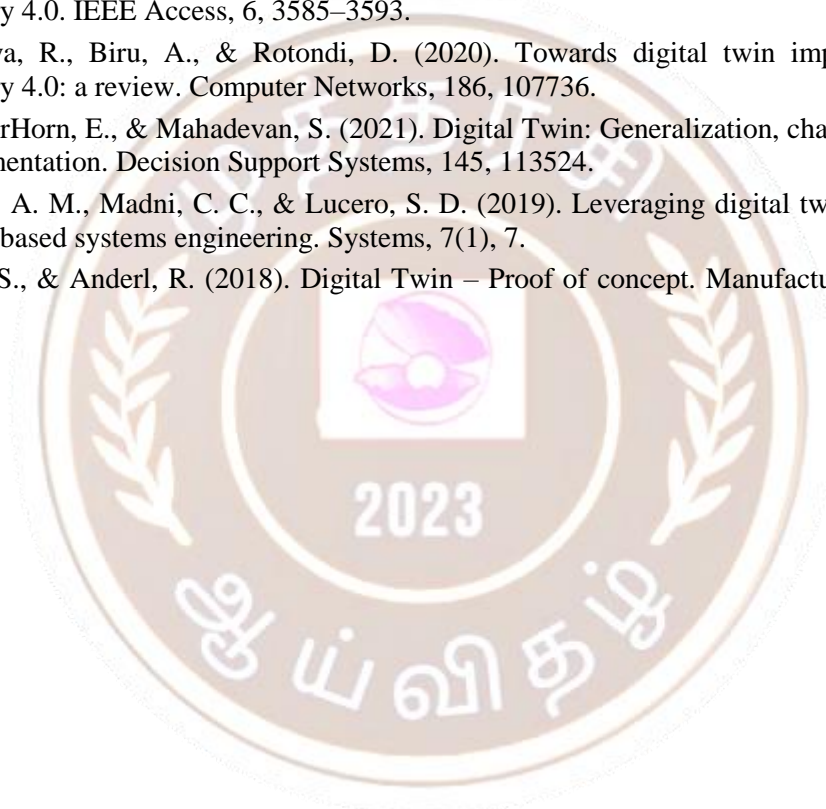 y 4.0. IEEE Access, 6, 3585–3593.
a, R., Biru, A., & Rotondi, D. (2020). Towards digital twin imp
y 4.0: a review. Computer Networks, 186, 107736.
rHorn, E., & Mahadevan, S. (2021). Digital Twin: Generalization, cha
nentation. Decision Support Systems, 145, 113524.
A. M., Madni, C. C., & Lucero, S. D. (2019). Leveraging digital tw
based systems engineering. Systems, 7(1), 7.
S., & Anderl, R. (2018). Digital Twin – Proof of concept. Manufactu
முத்தரசி
2023
ஆய்விதழ்